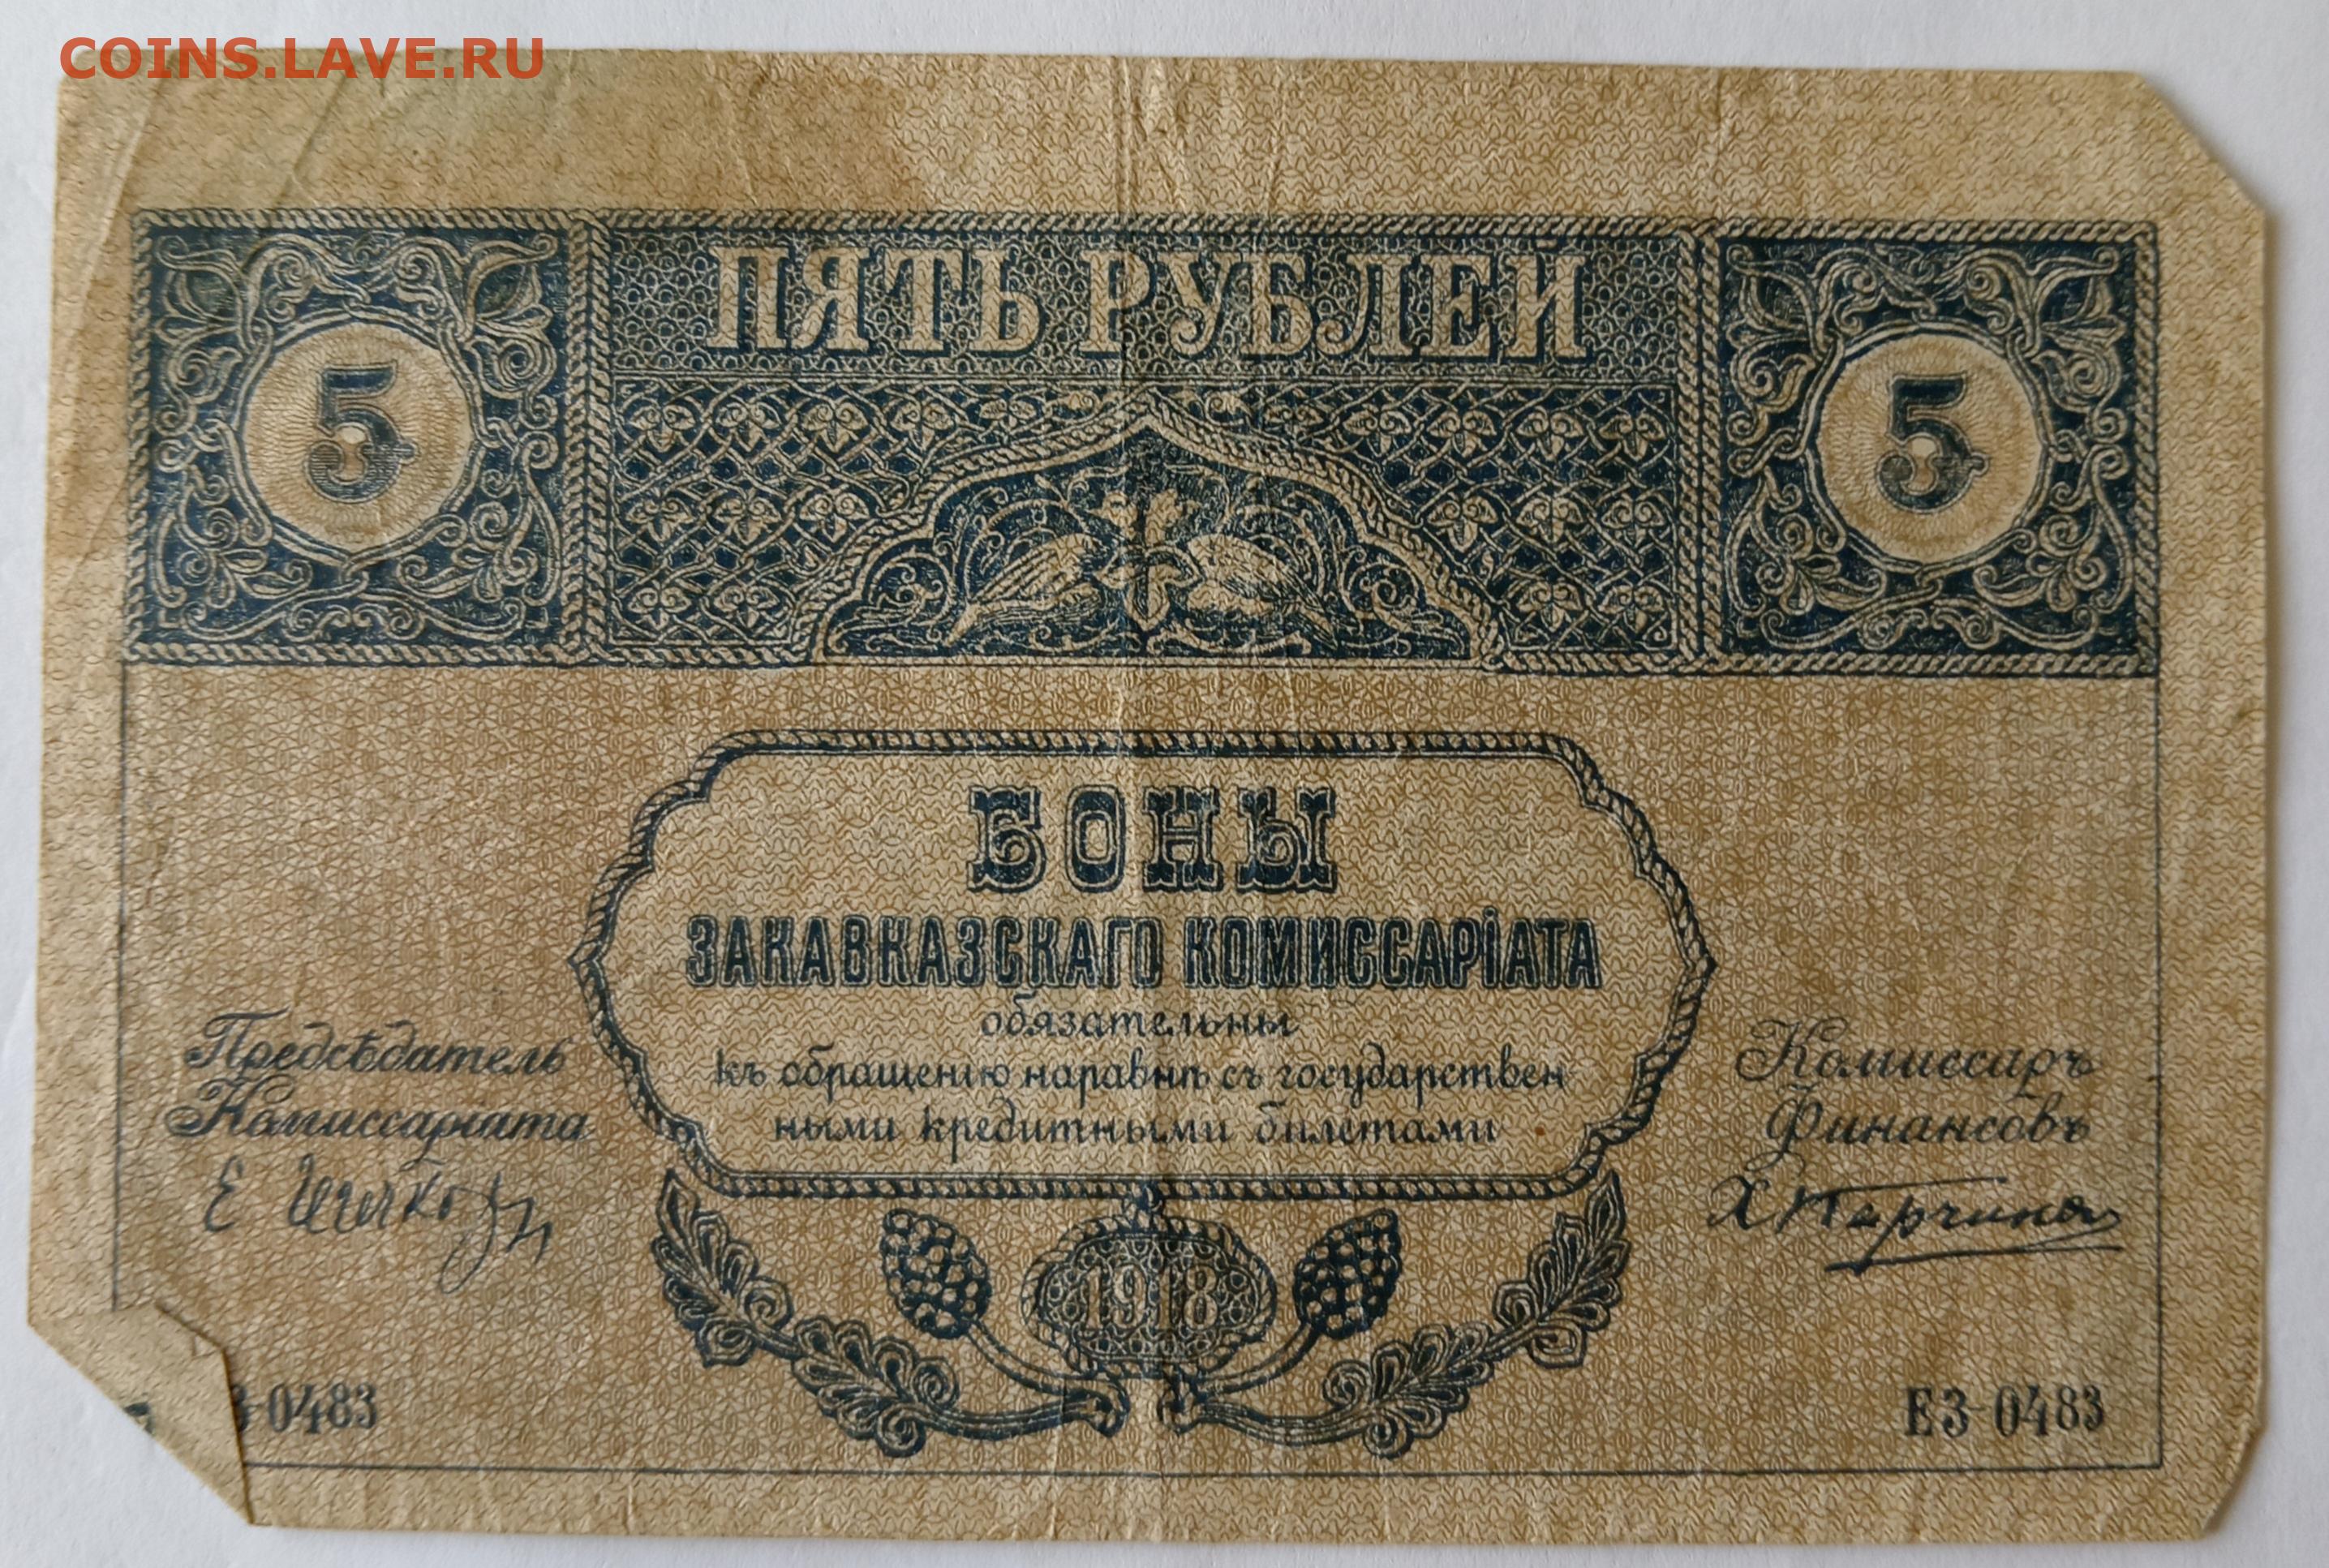 COINS.LAVE.RU
ПЯТЬ РУБЛЕЙ
5
5
БОНЫ
ЗАКАВКАЗСКАГО КОМИССАРІАТА
обязательны
къ обращенію наравнѣ съ государствен
ными кредитными билетами
Предсѣдатель
Комиссаріата
Комиссаръ
Финансовъ
1918
З-0483
ЕЗ-0483